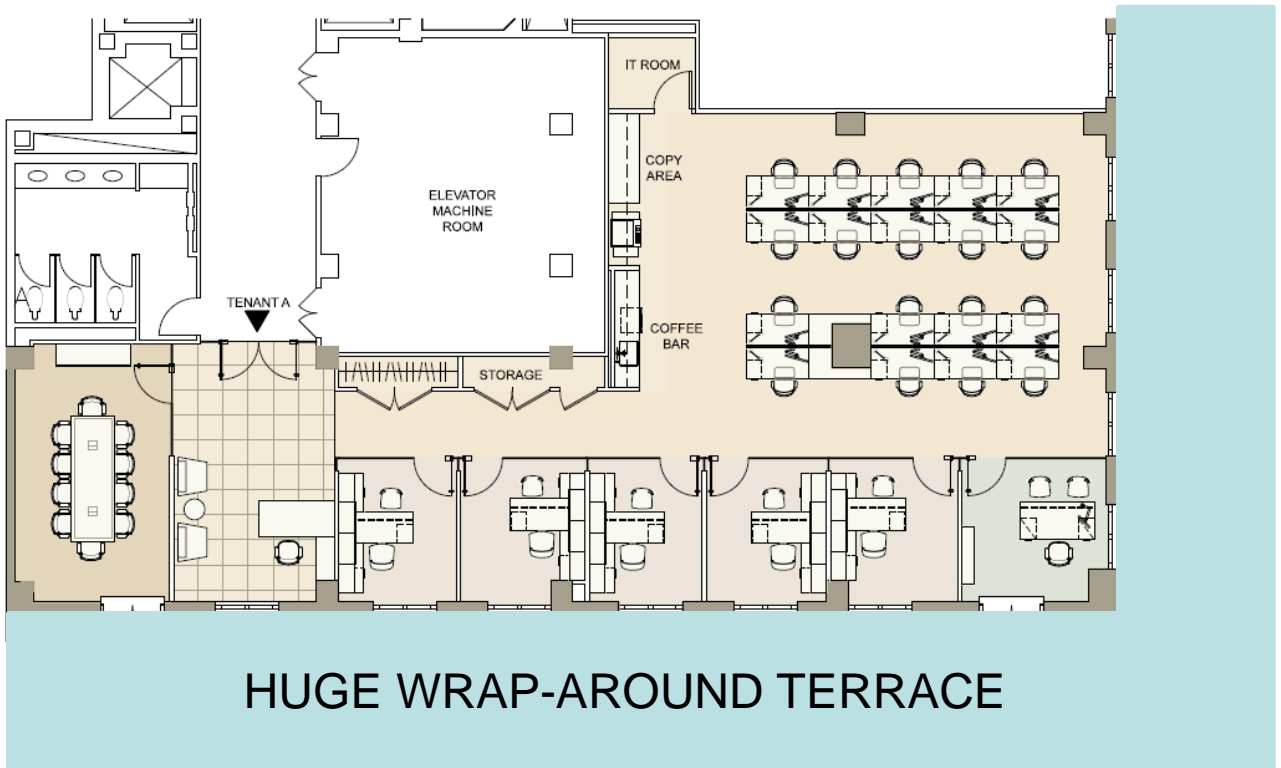 IT ROOM
COPY
AREA
ELEVATOR
MACHINE
ROOM
A
TENANT A
COFFEE
BAR
STORAGE
HUGE WRAP-AROUND TERRACE